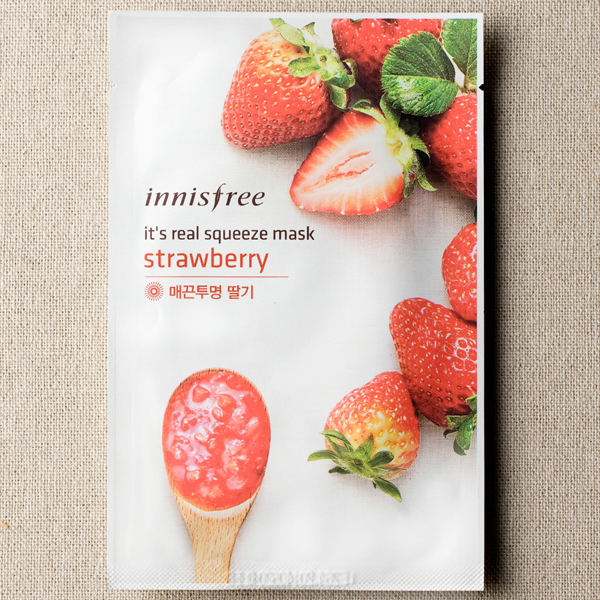 innisfree
it's real squeeze mask
strawberry
매끈투명 딸기